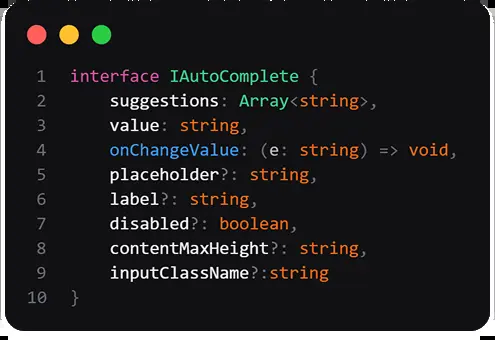 1 interface IAutoComplete {
2 suggestions: Array<string>,
3 value: string,
4 onChangeValue: (e: string) => void,
5 placeholder?: string,
6 label?: string,
7 disabled?: boolean,
8 contentMaxHeight?: string,
9 inputClassName?:string
10 }